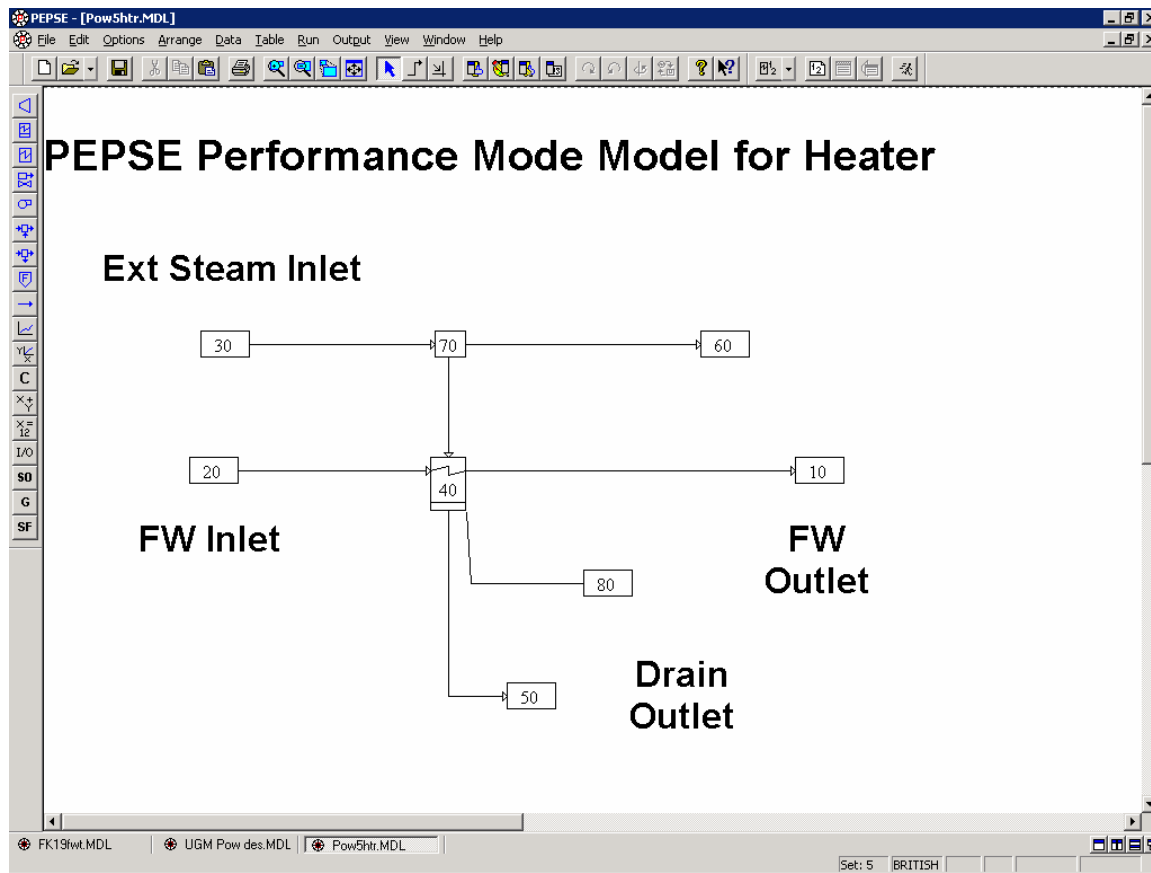 PEPSE - [Pow5htr.MDL]
File Edit Options Arrange Data Table Run Output View Window Help
PEPSE Performance Mode Model for Heater
Ext Steam Inlet
30
70
60
20
40
10
FW Inlet
FW
Outlet
80
Drain
Outlet
50
C
I/O
SO
G
SF
FK19fwt.MDL
UGM Pow des.MDL
Pow5htr.MDL
Set: 5
BRITISH